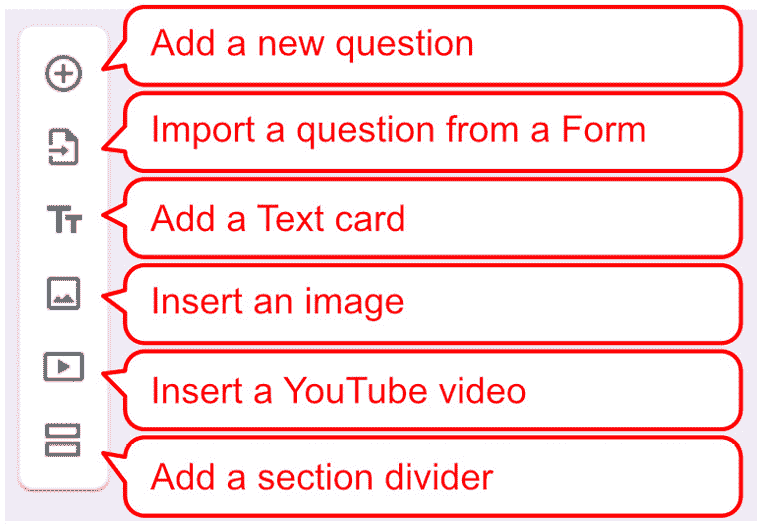 Add a new question
Import a question from a Form
Add a Text card
Insert an image
Insert a YouTube video
Add a section divider